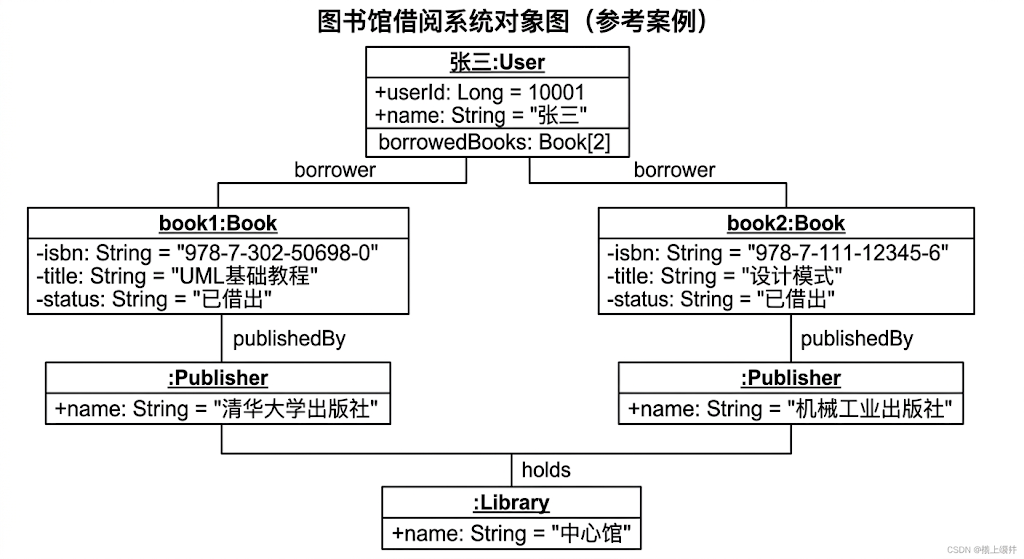 图书馆借阅系统对象图（参考案例）
张三:User
+userId: Long = 10001
+name: String = "张三"
borrowedBooks: Book[2]
borrower
borrower
book1:Book
-isbn: String = "978-7-302-50698-0"
-title: String = "UML基础教程"
-status: String = "已借出"
book2:Book
-isbn: String = "978-7-111-12345-6"
-title: String = "设计模式"
-status: String = "已借出"
publishedBy
publishedBy
:Publisher
+name: String = "清华大学出版社"
:Publisher
+name: String = "机械工业出版社"
holds
:Library
+name: String = "中心馆"
CSDN